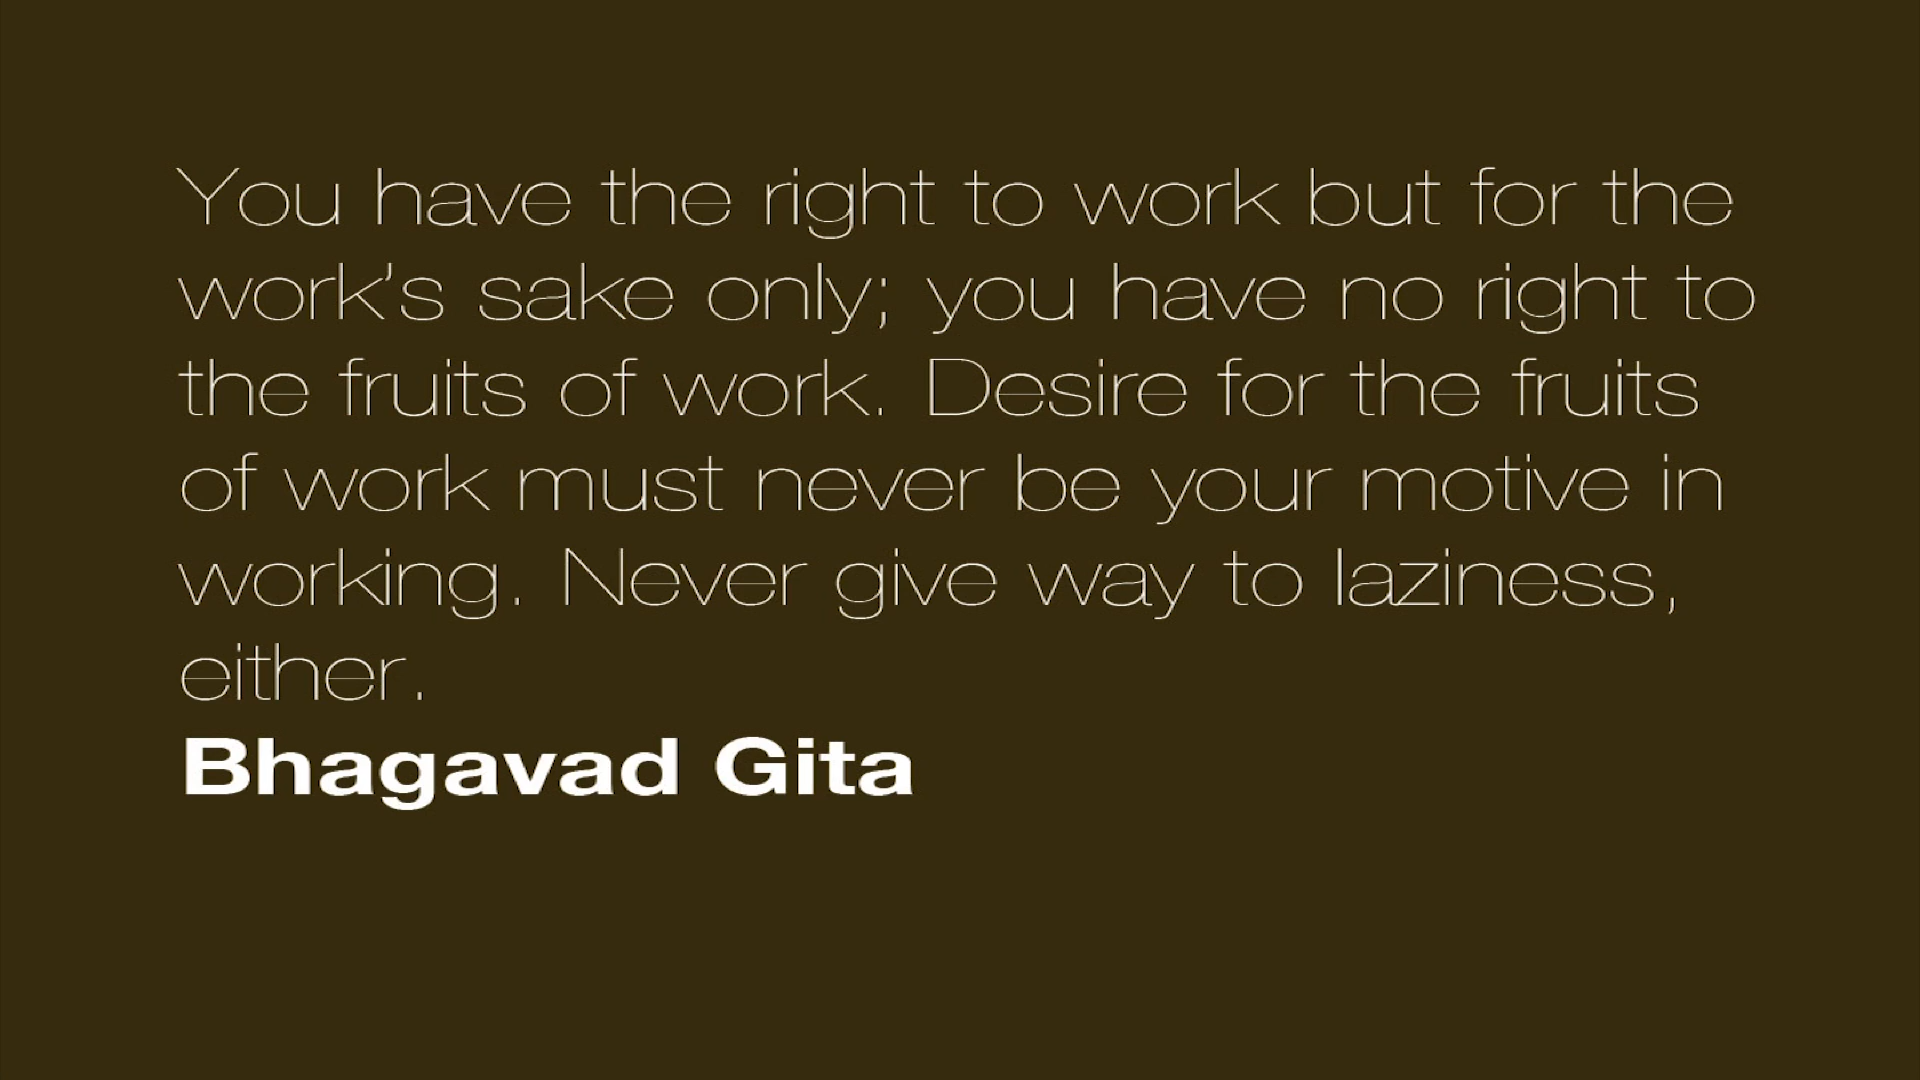 You have the right to work but for the
work's sake only; you have no right to
the fruits of work. Desire for the fruits
of work must never be your motive in
working. Never give way to laziness,
either.
Bhagavad Gita